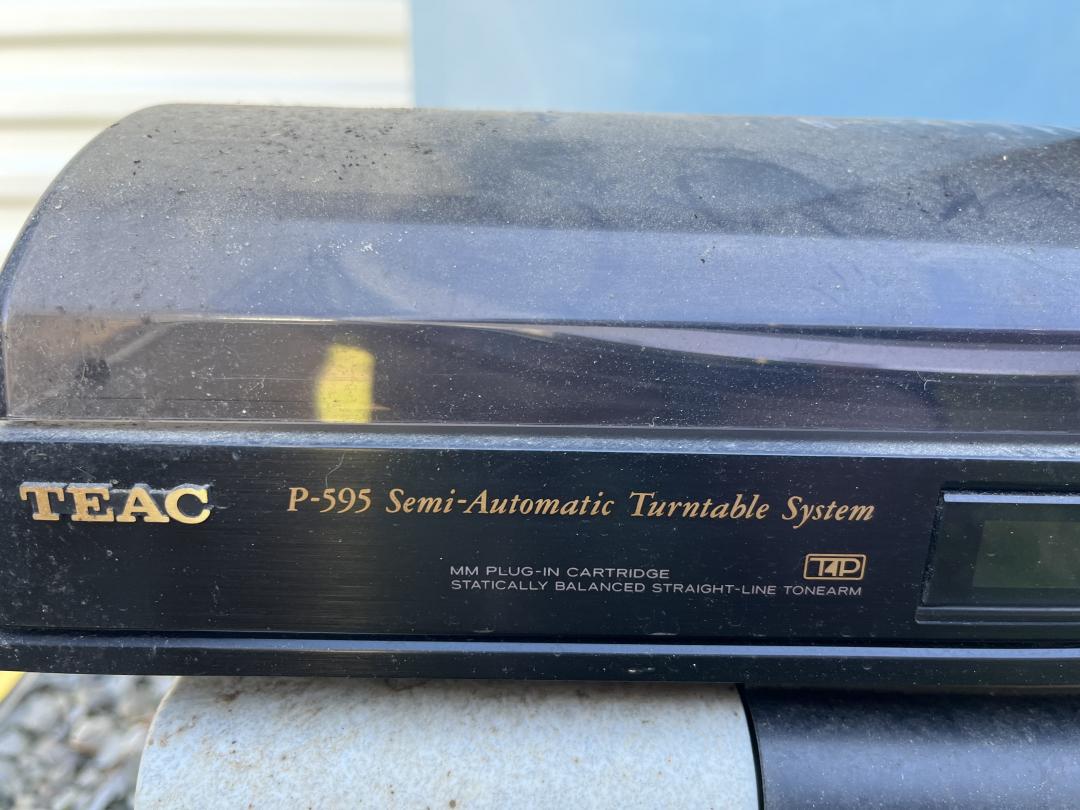 TEAC
P-595 Semi-Automatic Turntable System
T4P
MM PLUG-IN CARTRIDGE
STATICALLY BALANCED STRAIGHT-LINE TONEARM